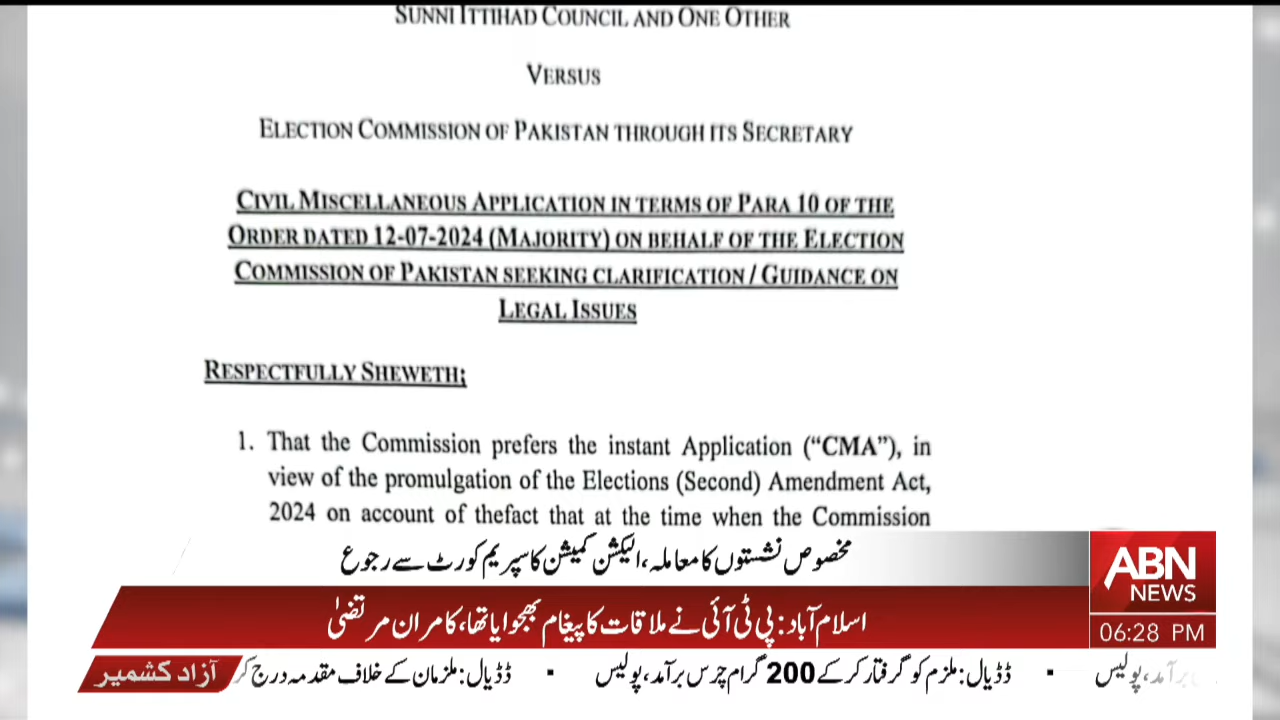 SUNNI ITTIHAD COUNCIL AND ONE OTHER
VERSUS
ELECTION COMMISSION OF PAKISTAN THROUGH ITS SECRETARY
CIVIL MISCELLANEOUS APPLICATION IN TERMS OF PARA 10 OF THE
ORDER DATED 12-07-2024 (MAJORITY) ON BEHALF OF THE ELECTION
COMMISSION OF PAKISTAN SEEKING CLARIFICATION / GUIDANCE ON
LEGAL ISSUES
RESPECTFULLY SHEWETH;
1. That the Commission prefers the instant Application (“CMA”), in
view of the promulgation of the Elections (Second) Amendment Act,
2024 on account of thefact that at the time when the Commission
مخصوص نشستوں کا معاملہ، الیکشن کمیشن کا سپریم کورٹ سے رجوع
ABN
NEWS
اسلام آباد: پی ٹی آئی نے ملاقات کا پیغام بھجوایا تھا، کامران مرتضیٰ
06:28 PM
آزاد کشمیر
برآمد، پولیس ▪ ڈڈیال: ملزم کو گرفتار کرکے 200 گرام چرس برآمد، پولیس ▪ ڈڈیال: ملزمان کے خلاف مقدمہ درج کر